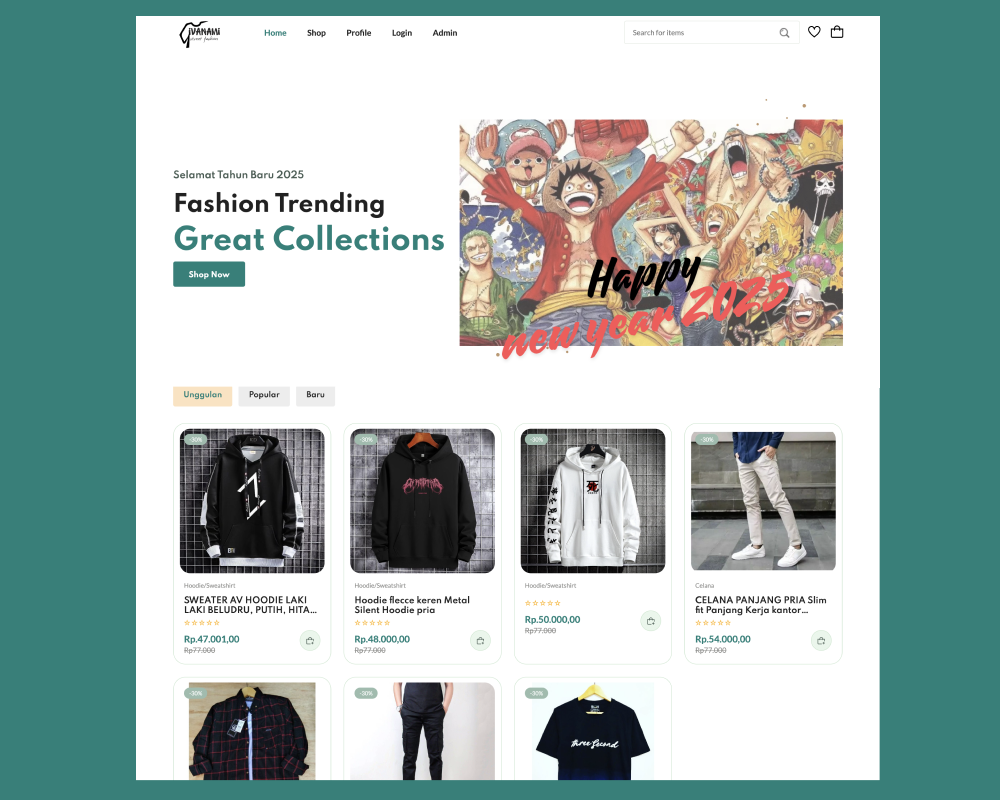 JVANAMI
street fashion
Home Shop Profile Login Admin
Search for items
Selamat Tahun Baru 2025
Fashion Trending
Great Collections
Shop Now
Happy
new year 2025
Unggulan Popular Baru
-30%
Hoodie/Sweatshirt
SWEATER AV HOODIE LAKI
LAKI BELUDRU, PUTIH, HITA...
Rp.47.001,00
Rp77.000
-30%
Hoodie/Sweatshirt
Hoodie flecce keren Metal
Silent Hoodie pria
Rp.48.000,00
Rp77.000
-30%
Hoodie/Sweatshirt
Rp.50.000,00
Rp77.000
-30%
Celana
CELANA PANJANG PRIA Slim
fit Panjang Kerja kantor...
Rp.54.000,00
Rp77.000
-30%
-30%
-30%
three second